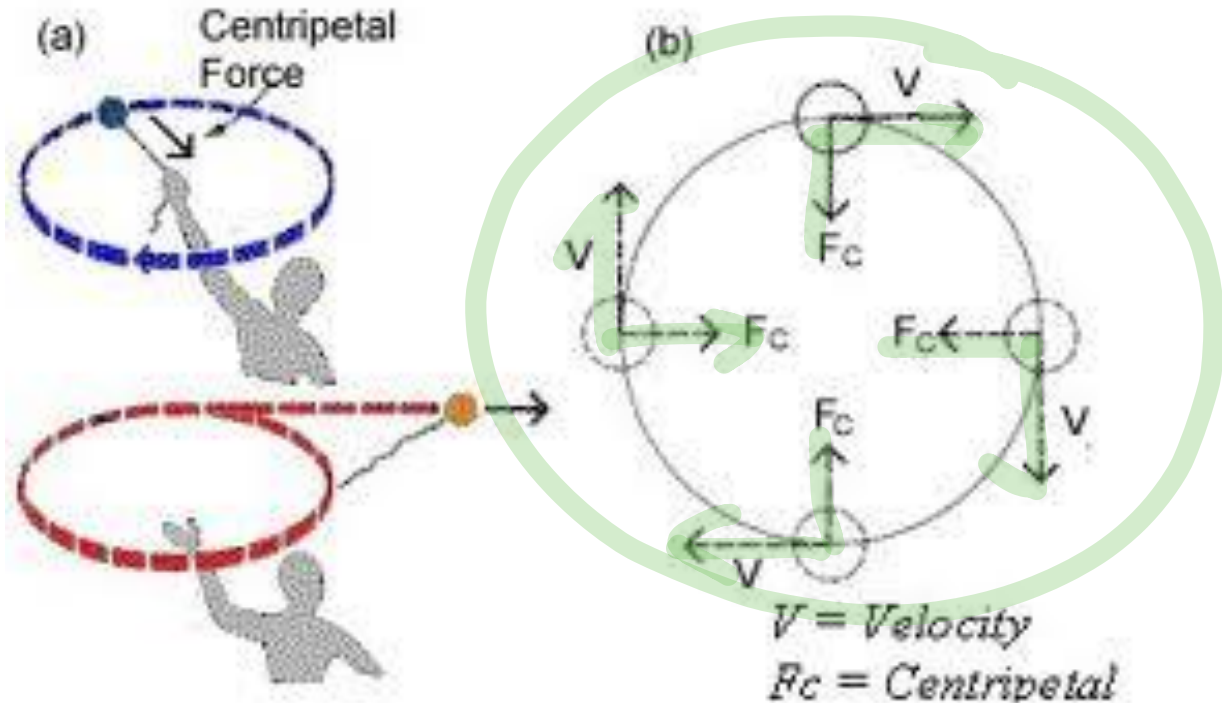 (a)
Centripetal
Force
(b)
V
Fc
V
Fc
Fc
V
Fc
V
V = Velocity
Fc = Centripetal